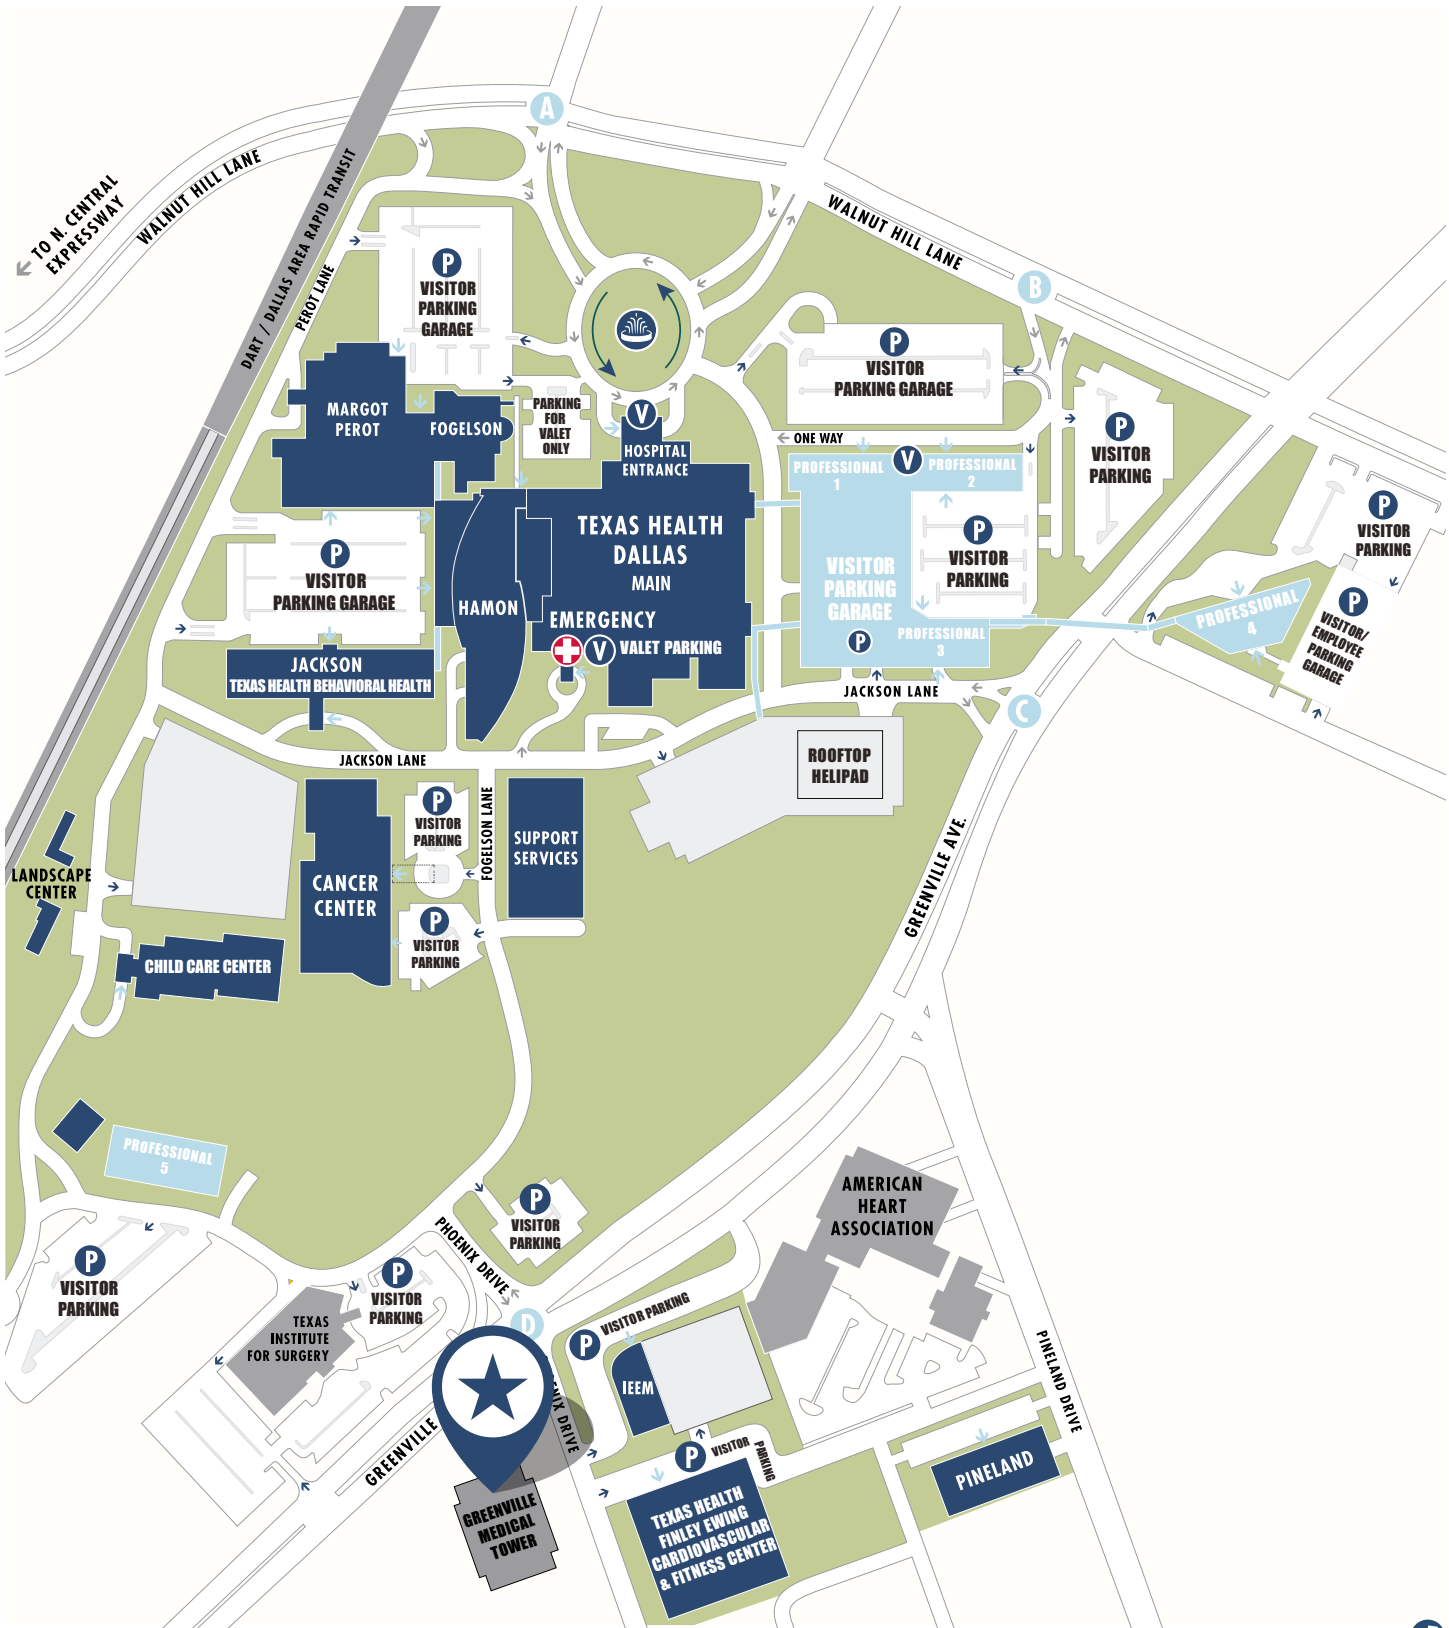 A
WALNUT HILL LANE
DART / DALLAS AREA RAPID TRANSIT
TO N. CENTRAL
EXPRESSWAY
PEROT LANE
WALNUT HILL LANE
B
P
VISITOR
PARKING
GARAGE
P
VISITOR
PARKING GARAGE
MARGOT
PEROT
FOGELSON
PARKING
FOR
VALET
ONLY
V
HOSPITAL
ENTRANCE
ONE WAY
PROFESSIONAL
1
V
PROFESSIONAL
2
P
VISITOR
PARKING
P
VISITOR
PARKING
P
VISITOR
PARKING GARAGE
TEXAS HEALTH
DALLAS
MAIN
VISITOR
PARKING
GARAGE
P
P
VISITOR
PARKING
HAMON
EMERGENCY
V
VALET PARKING
PROFESSIONAL
3
PROFESSIONAL
4
P
VISITOR/
EMPLOYEE
PARKING
GARAGE
JACKSON
TEXAS HEALTH BEHAVIORAL HEALTH
JACKSON LANE
C
JACKSON LANE
ROOFTOP
HELIPAD
P
VISITOR
PARKING
FOGELSON LANE
SUPPORT
SERVICES
GREENVILLE AVE.
LANDSCAPE
CENTER
CANCER
CENTER
P
VISITOR
PARKING
CHILD CARE CENTER
PROFESSIONAL
5
P
VISITOR
PARKING
PHOENIX DRIVE
AMERICAN
HEART
ASSOCIATION
P
VISITOR
PARKING
P
VISITOR
PARKING
TEXAS
INSTITUTE
FOR SURGERY
D
P
VISITOR PARKING
IEEM
PINELAND DRIVE
ENIX DRIVE
GREENVILLE
P
VISITOR
PARKING
PINELAND
GREENVILLE
MEDICAL
TOWER
TEXAS HEALTH
FINLEY EWING
CARDIOVASCULAR
& FITNESS CENTER